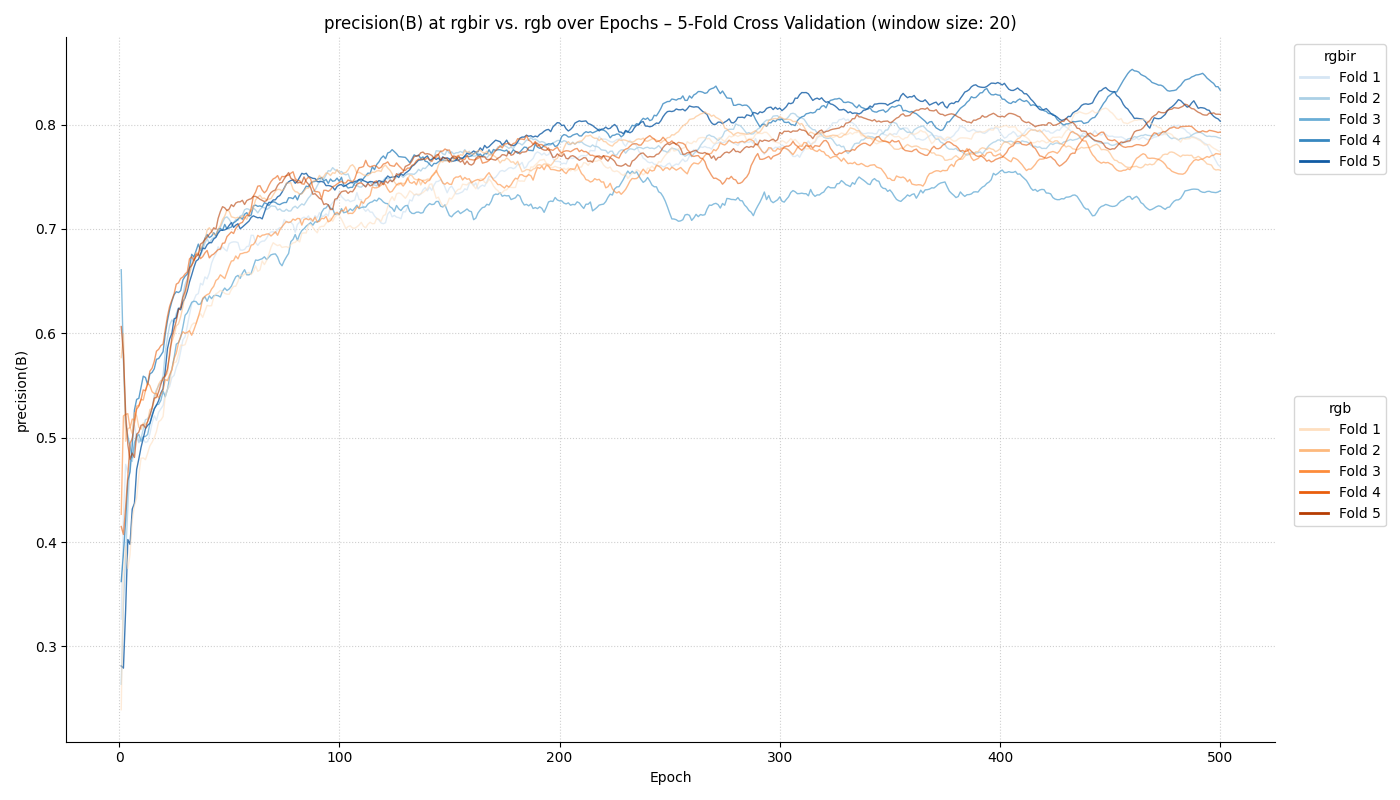 precision(B) at rgbir vs. rgb over Epochs – 5-Fold Cross Validation (window size: 20)
precision(B)
0.8
0.7
0.6
0.5
0.4
0.3
0
100
200
300
400
500
Epoch
rgbir
Fold 1
Fold 2
Fold 3
Fold 4
Fold 5
rgb
Fold 1
Fold 2
Fold 3
Fold 4
Fold 5